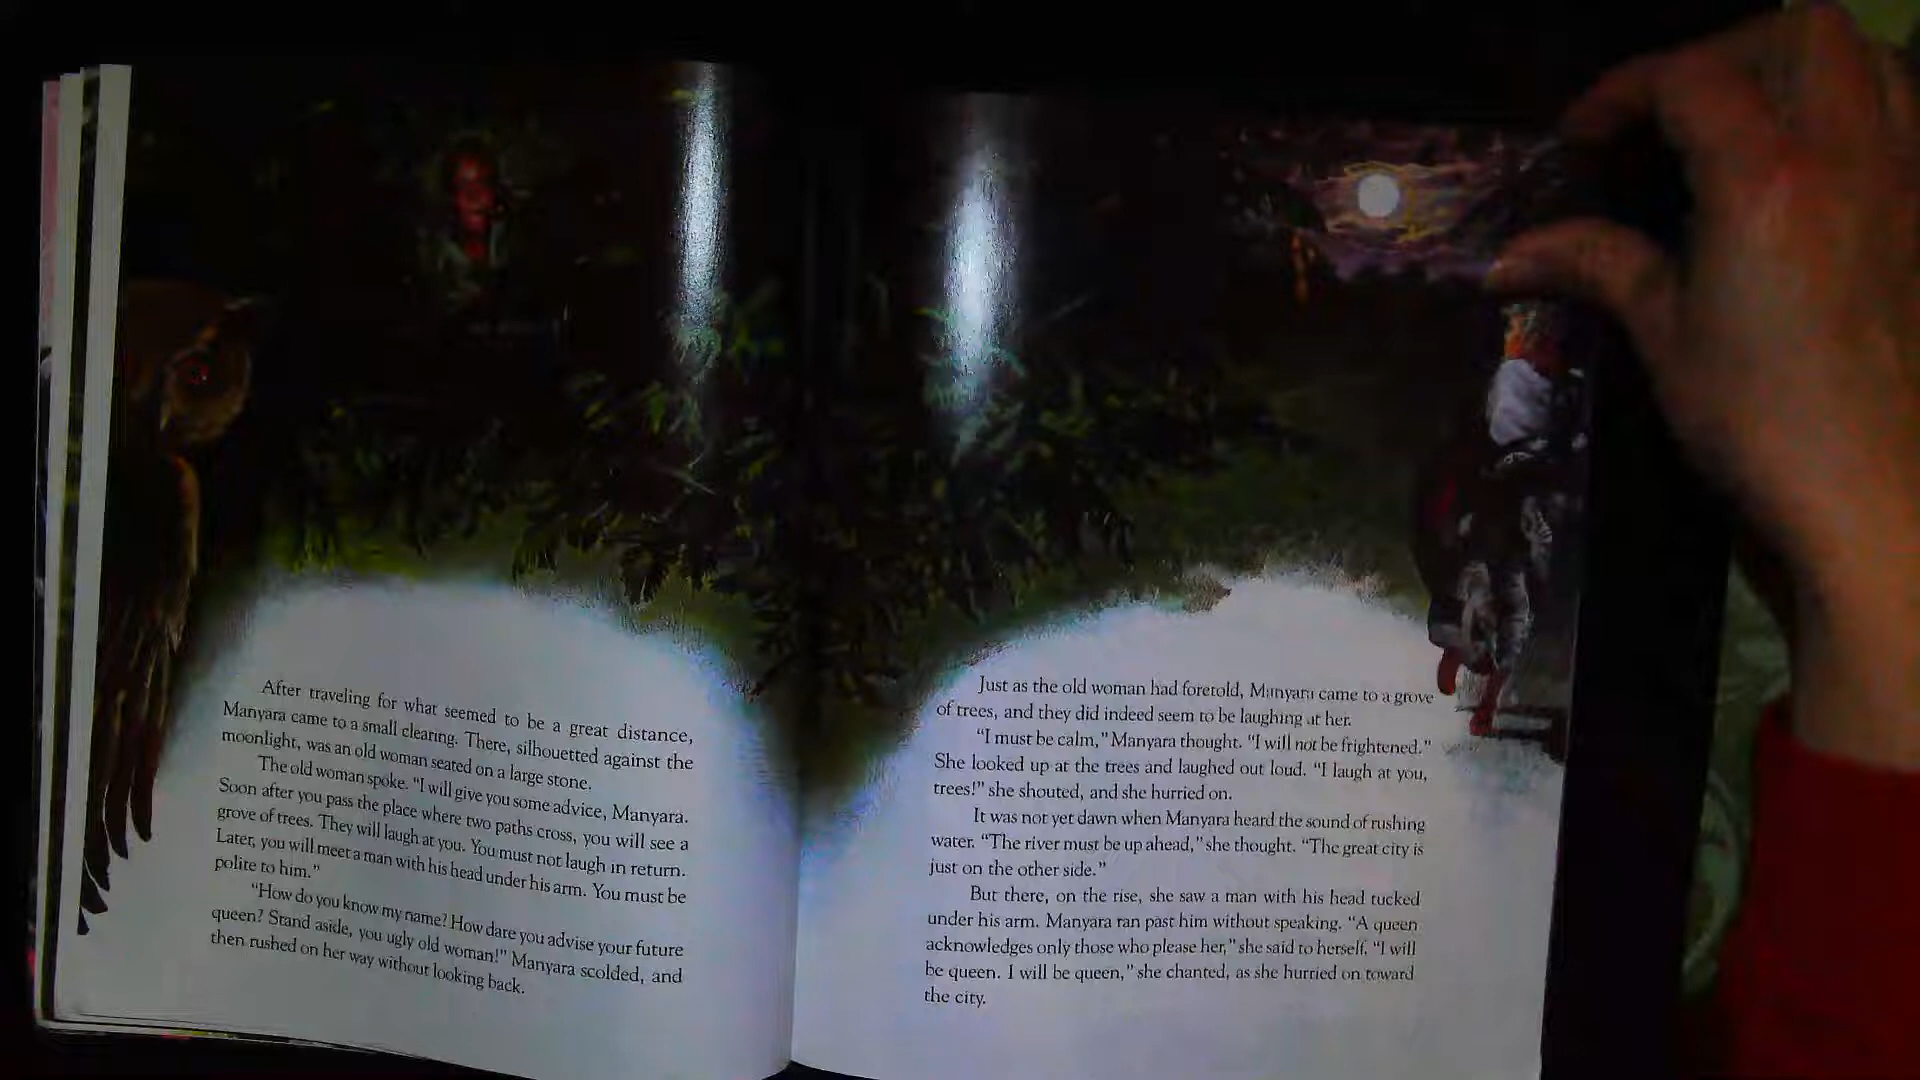 After traveling for what seemed to be a great distance,
Manyara came to a small clearing. There, silhouetted against the
moonlight, was an old woman seated on a large stone.
The old woman spoke. “I will give you some advice, Manyara.
Soon after you pass the place where two paths cross, you will see a
grove of trees. They will laugh at you. You must not laugh in return.
Later, you will meet a man with his head under his arm. You must be
polite to him.”
“How do you know my name? How dare you advise your future
queen? Stand aside, you ugly old woman!” Manyara scolded, and
then rushed on her way without looking back.
Just as the old woman had foretold, Manyara came to a grove
of trees, and they did indeed seem to be laughing at her.
“I must be calm,” Manyara thought. “I will not be frightened.”
She looked up at the trees and laughed out loud. “I laugh at you,
trees!” she shouted, and she hurried on.
It was not yet dawn when Manyara heard the sound of rushing
water. “The river must be up ahead,” she thought. “The great city is
just on the other side.”
But there, on the rise, she saw a man with his head tucked
under his arm. Manyara ran past him without speaking. “A queen
acknowledges only those who please her,” she said to herself. “I will
be queen. I will be queen,” she chanted, as she hurried on toward
the city.